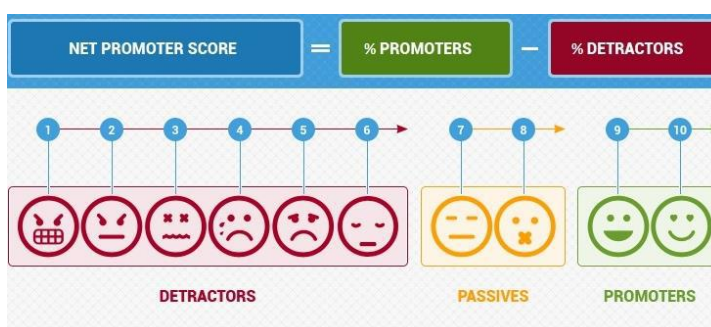 NET PROMOTER SCORE = % PROMOTERS – % DETRACTORS
1 2 3 4 5 6 7 8 9 10
DETRACTORS PASSIVES PROMOTERS